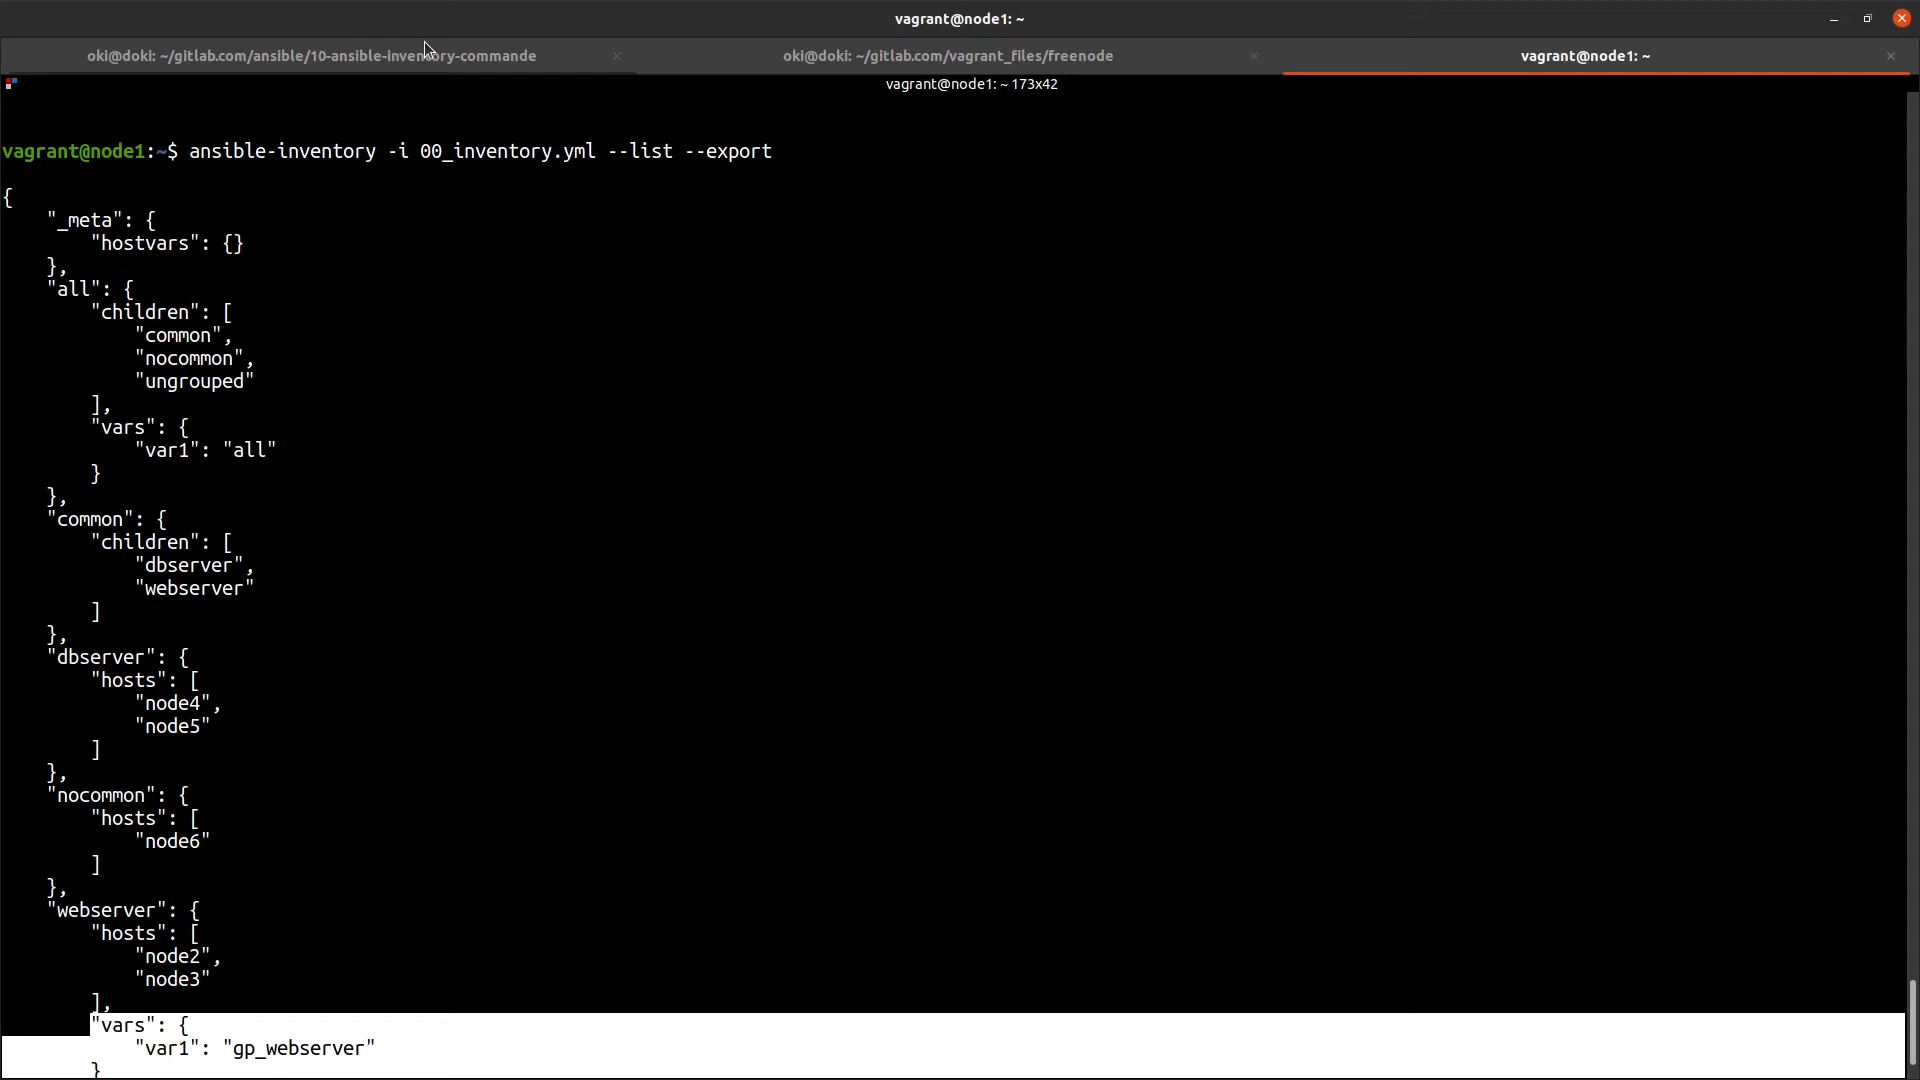 vagrant@node1: ~
oki@doki: ~/gitlab.com/ansible/10-ansible-inventory-commande
oki@doki: ~/gitlab.com/vagrant_files/freenode
vagrant@node1: ~
vagrant@node1: ~ 173x42
vagrant@node1:~$ ansible-inventory -i 00_inventory.yml --list --export
{
    "_meta": {
        "hostvars": {}
    },
    "all": {
        "children": [
            "common",
            "nocommon",
            "ungrouped"
        ],
        "vars": {
            "var1": "all"
        }
    },
    "common": {
        "children": [
            "dbserver",
            "webserver"
        ]
    },
    "dbserver": {
        "hosts": [
            "node4",
            "node5"
        ]
    },
    "nocommon": {
        "hosts": [
            "node6"
        ]
    },
    "webserver": {
        "hosts": [
            "node2",
            "node3"
        ],
        "vars": {
            "var1": "gp_webserver"
        }